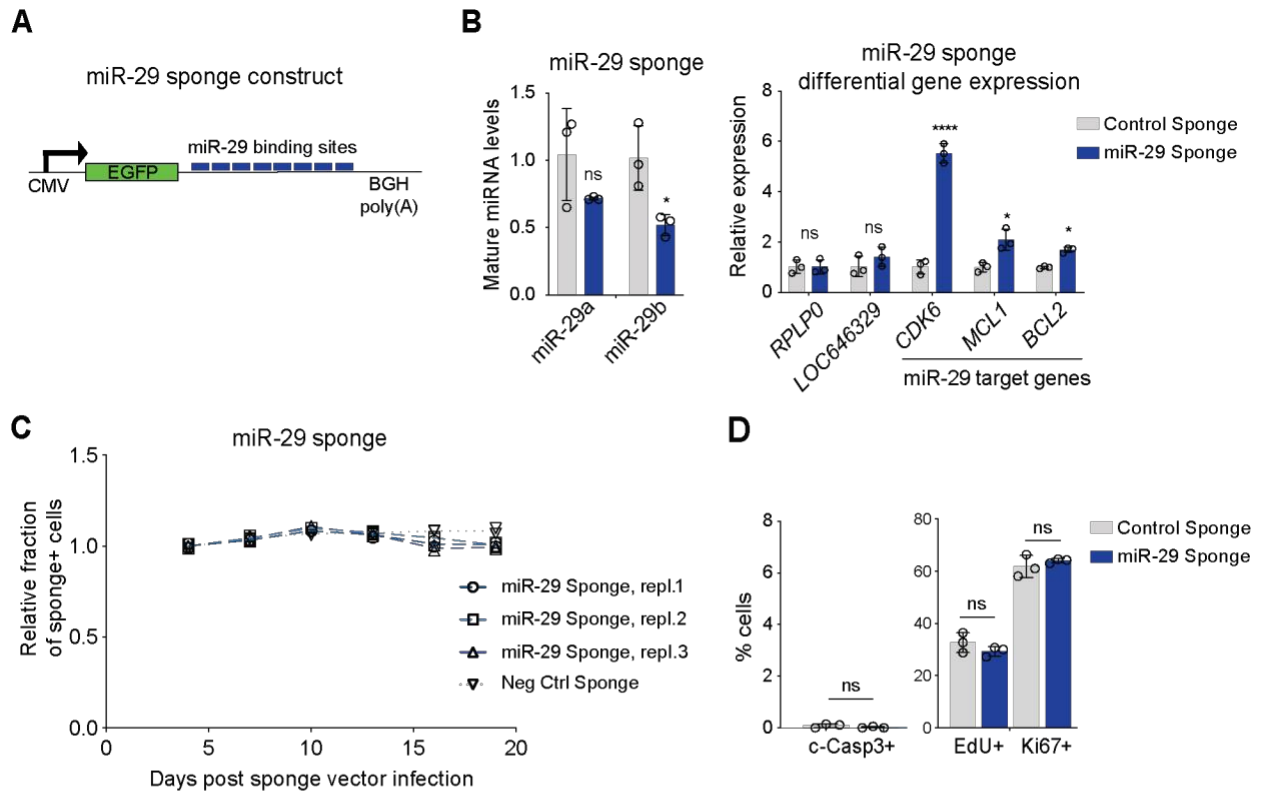 A
miR-29 sponge construct
miR-29 binding sites
EGFP
CMV
BGH
poly(A)
B
miR-29 sponge
Mature miRNA levels
1.5
1.0
0.5
0.0
ns
*
miR-29a
miR-29b
miR-29 sponge
differential gene expression
Relative expression
8
6
4
2
0
ns
ns
****
*
*
RPLP0
LOC646329
CDK6
MCL1
BCL2
miR-29 target genes
Control Sponge
miR-29 Sponge
C
miR-29 sponge
Relative fraction
of sponge+ cells
1.5
1.0
0.5
0.0
0
5
10
15
20
Days post sponge vector infection
miR-29 Sponge, repl.1
miR-29 Sponge, repl.2
miR-29 Sponge, repl.3
Neg Ctrl Sponge
D
% cells
8
6
4
2
0
ns
c-Casp3+
80
60
40
20
0
ns
ns
EdU+
Ki67+
Control Sponge
miR-29 Sponge